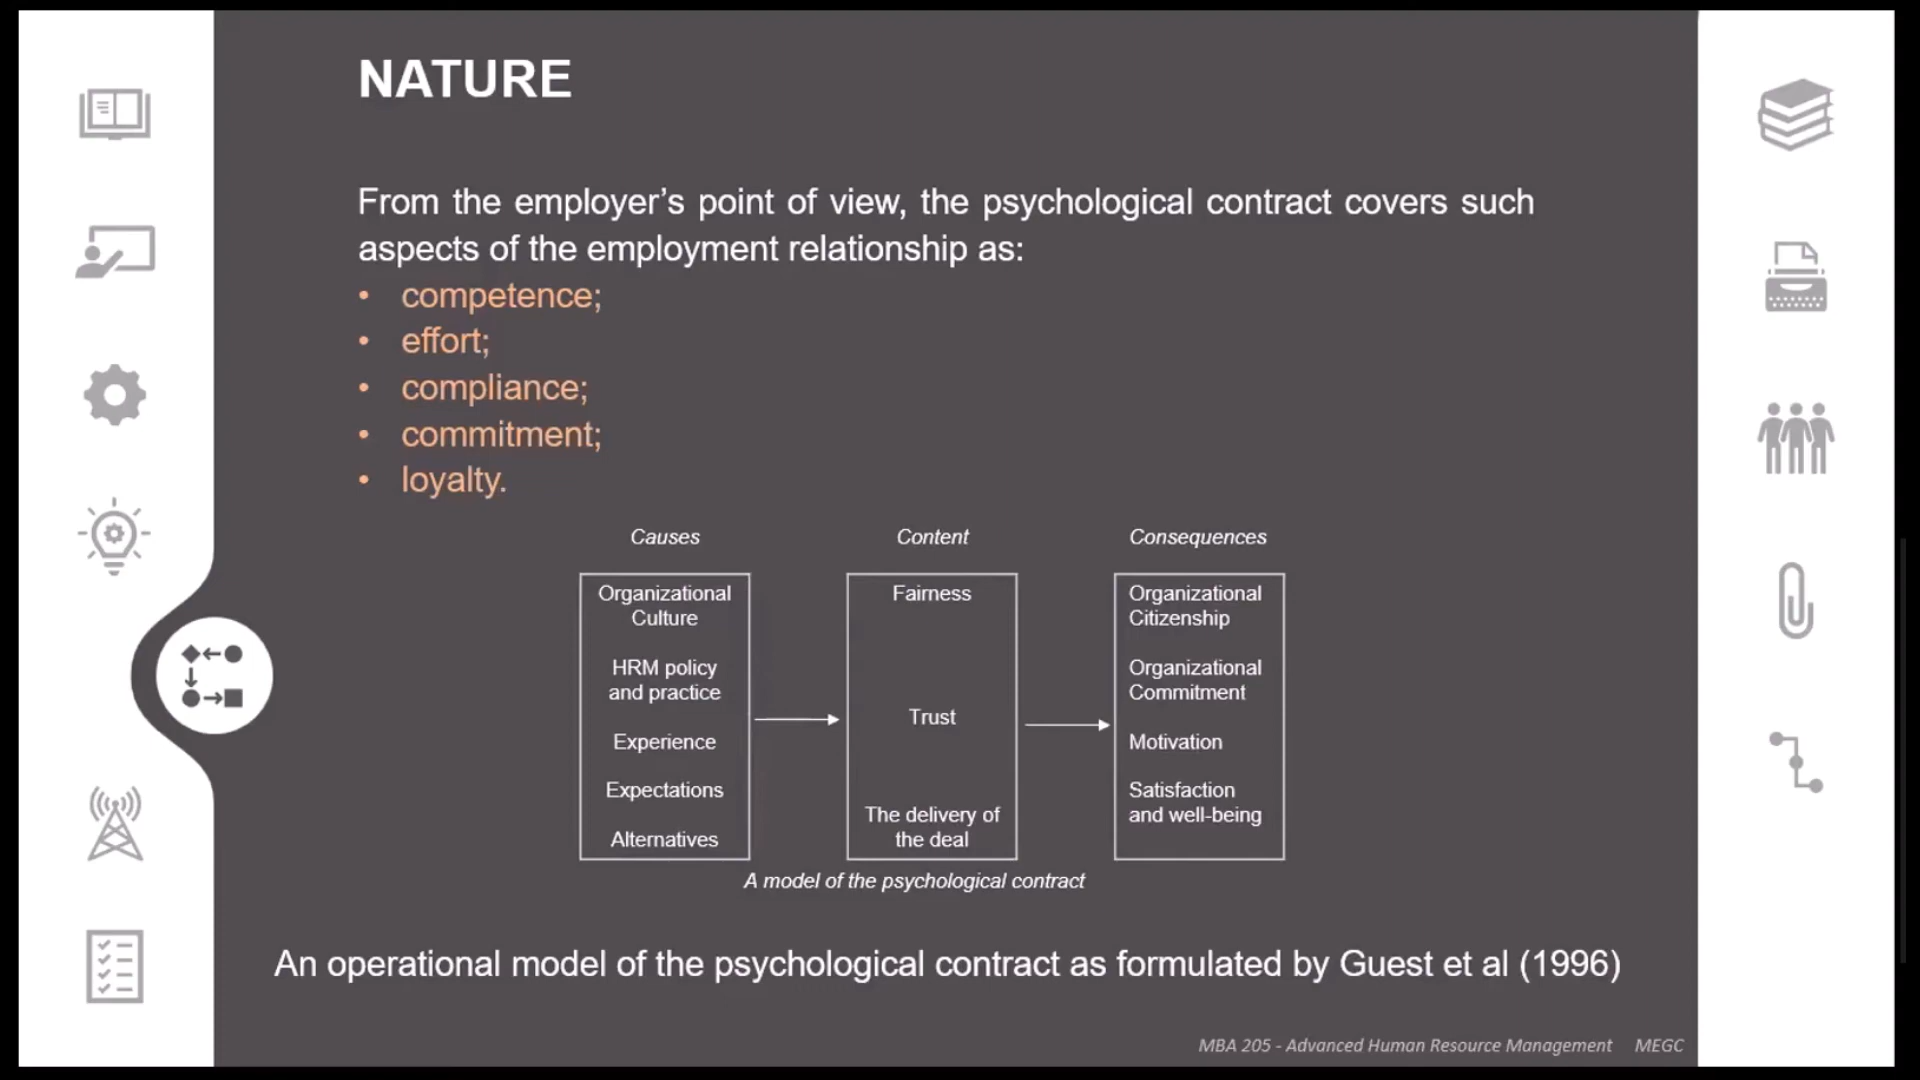 NATURE
From the employer’s point of view, the psychological contract covers such
aspects of the employment relationship as:
• competence;
• effort;
• compliance;
• commitment;
• loyalty.
Causes
Organizational
Culture
HRM policy
and practice
Experience
Expectations
Alternatives
Content
Fairness
Trust
The delivery of
the deal
Consequences
Organizational
Citizenship
Organizational
Commitment
Motivation
Satisfaction
and well-being
A model of the psychological contract
An operational model of the psychological contract as formulated by Guest et al (1996)
MBA 205 - Advanced Human Resource Management MEGC